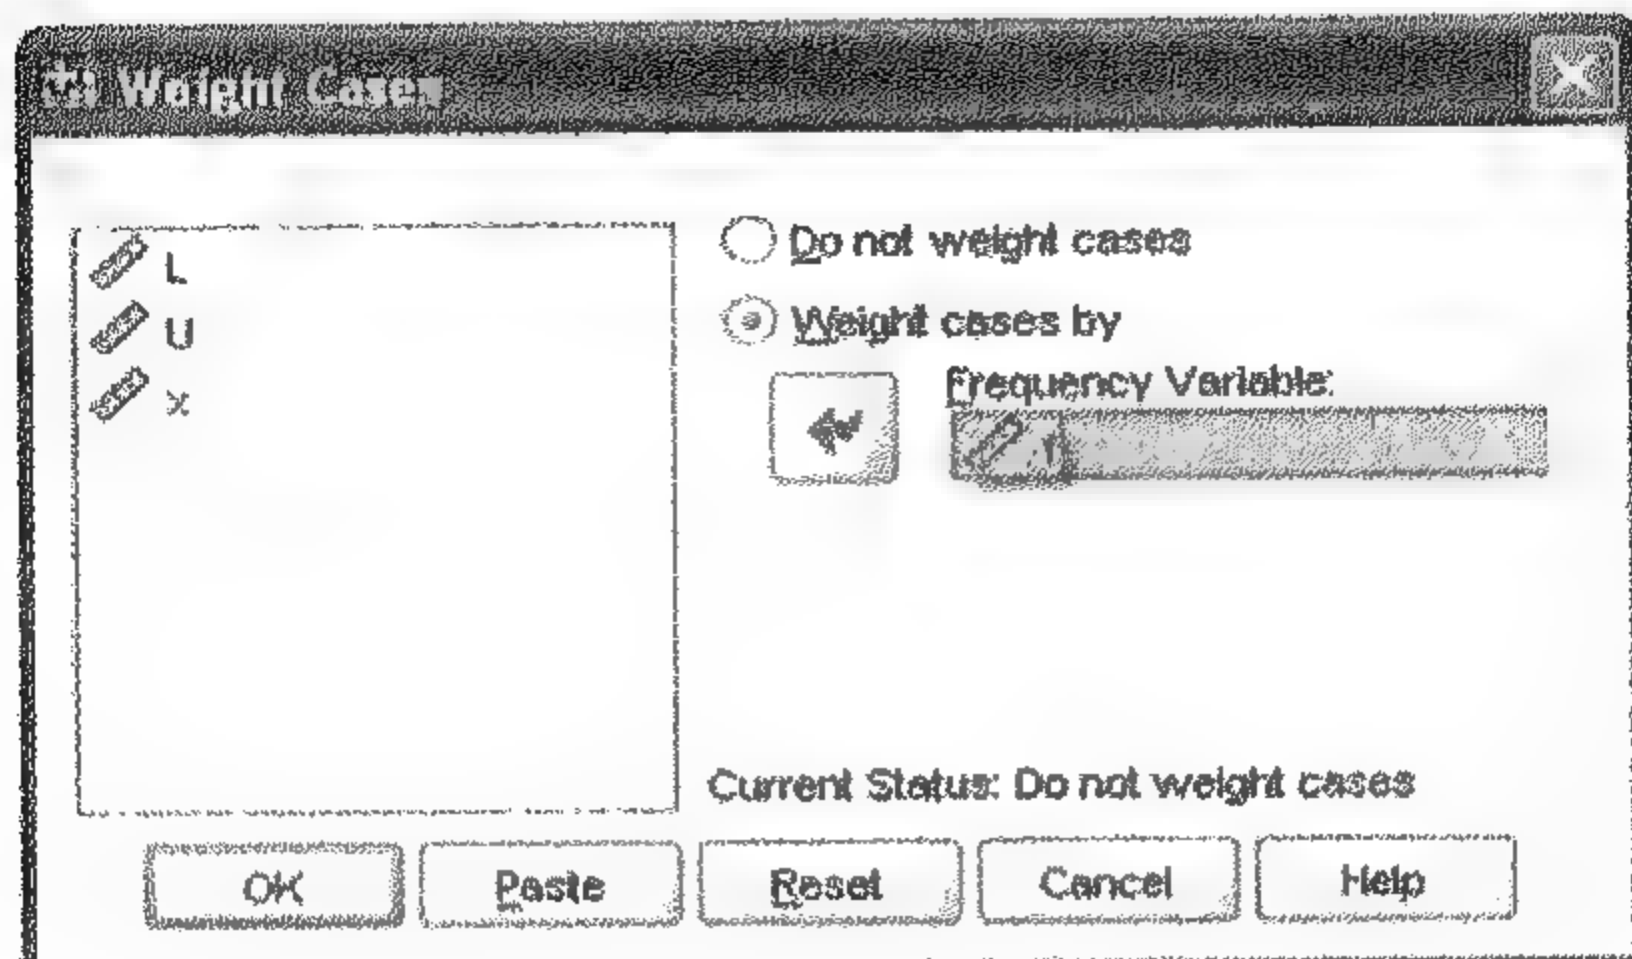 Weight Cases
L
U
x
Do not weight cases
Weight cases by
Frequency Variable:
f
Current Status: Do not weight cases
OK
Paste
Reset
Cancel
Help